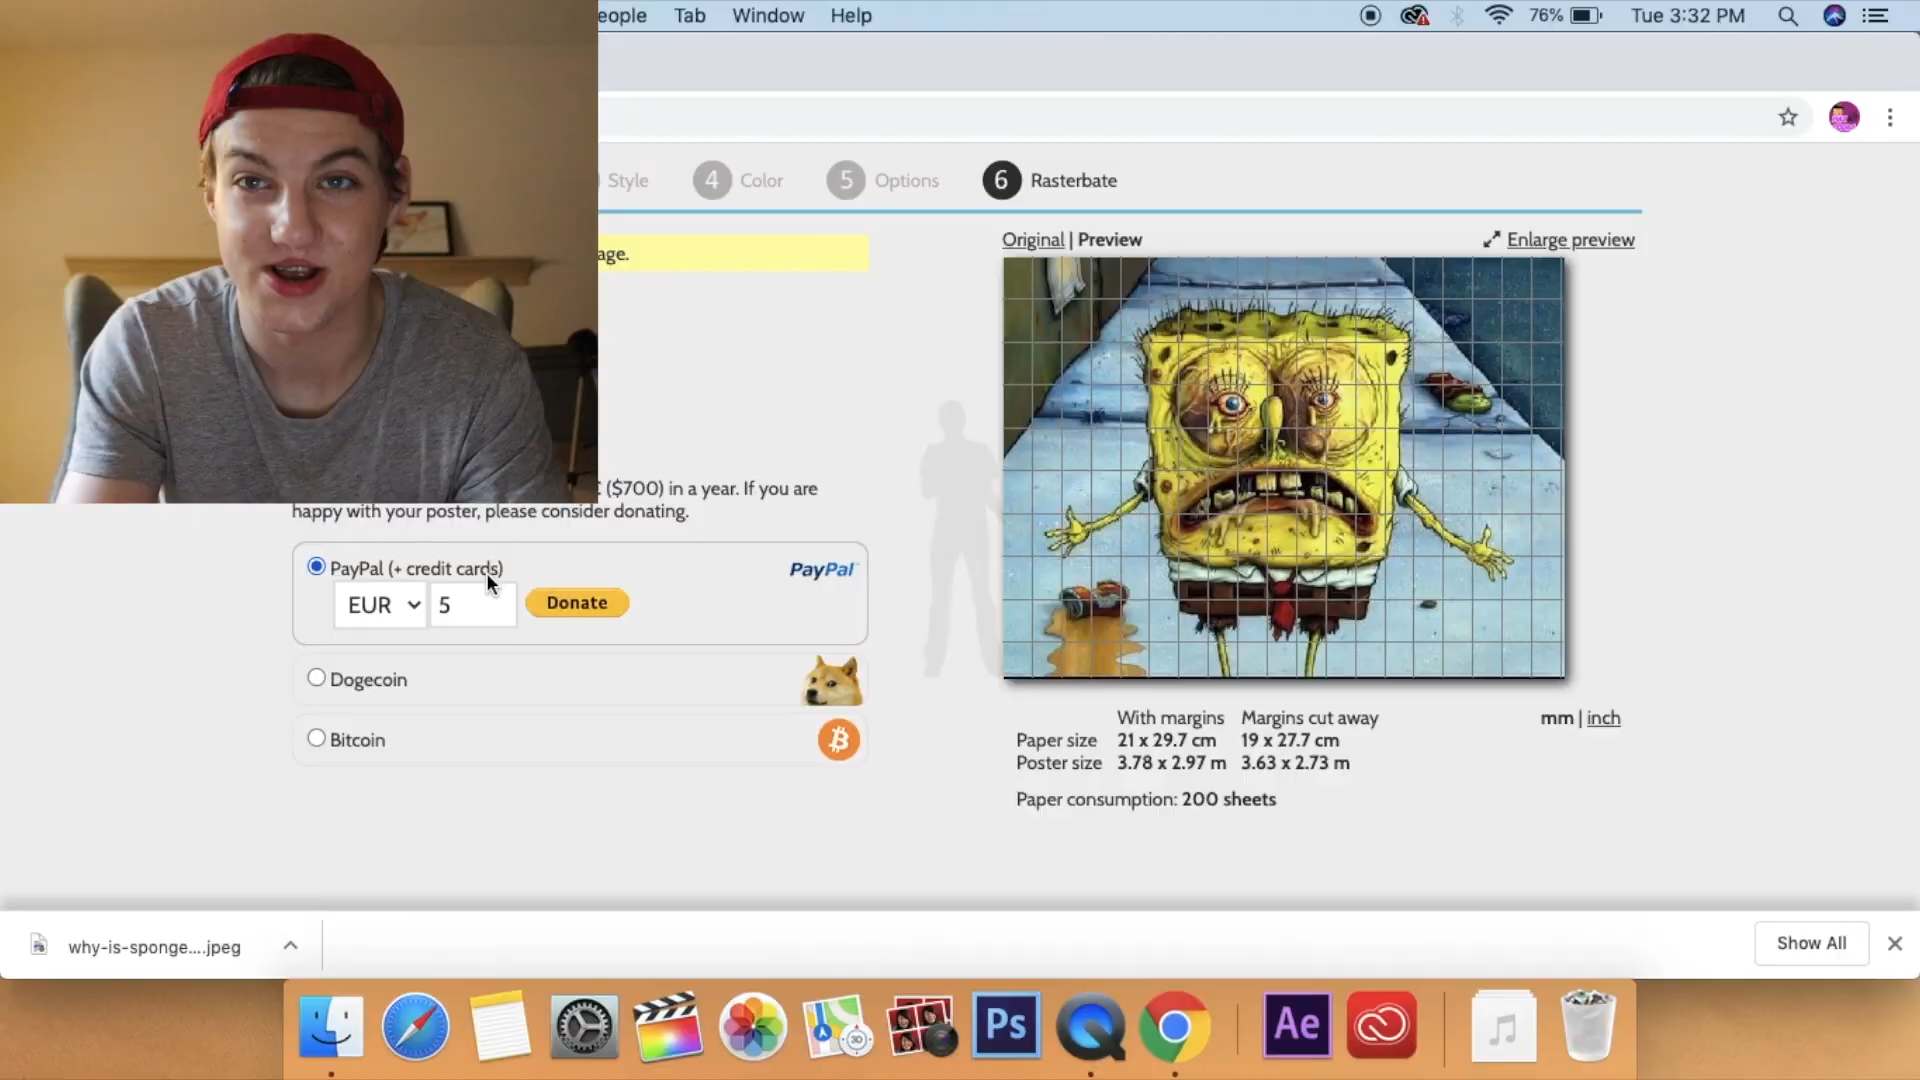 eople Tab Window Help 76% Tue 3:32 PM
Style 4 Color 5 Options 6 Rasterbate
age.
Original | Preview Enlarge preview
($700) in a year. If you are
happy with your poster, please consider donating.
PayPal (+ credit cards) PayPal
EUR 5 Donate
Dogecoin
Bitcoin
With margins Margins cut away mm | inch
Paper size 21 x 29.7 cm 19 x 27.7 cm
Poster size 3.78 x 2.97 m 3.63 x 2.73 m
Paper consumption: 200 sheets
why-is-sponge....jpeg Show All
3D Ps Ae